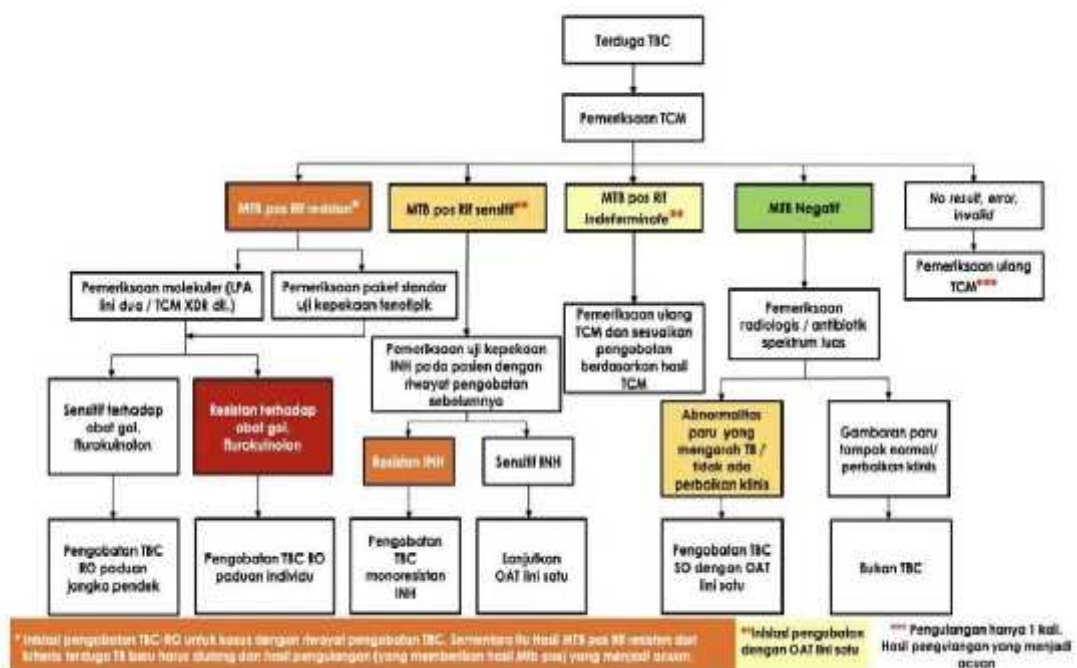 Terduga TBC
Pemeriksaan TCM
MTB pos Rif resistan*
MTB pos Rif sensitif**
MTB pos Rif
Indeterminate**
MTB Negatif
No result, error,
invalid
Pemeriksaan molekuler (LPA
lini dua / TCM XDR dll.)
Pemeriksaan paket standar
uji kepekaan fenotipik
Pemeriksaan ulang
TCM***
Pemeriksaan uji kepekaan
INH pada pasien dengan
riwayat pengobatan
sebelumnya
Pemeriksaan ulang
TCM dan sesuaikan
pengobatan
berdasarkan hasil
TCM
Pemeriksaan
radiologis / antibiotik
spektrum luas
Sensitif terhadap
obat gol.
flurokuinolon
Resistan terhadap
obat gol.
flurokuinolon
Resistan INH
Sensitif INH
Abnormalitas
paru yang
mengarah TB /
tidak ada
perbaikan klinis
Gambaran paru
tampak normal/
perbaikan klinis
Pengobatan TBC
RO paduan
jangka pendek
Pengobatan TBC RO
paduan individu
Pengobatan
TBC
monoresistan
INH
Lanjutkan
OAT lini satu
Pengobatan TBC
SO dengan OAT
lini satu
Bukan TBC
* Inisiasi pengobatan TBC RO untuk kasus dengan riwayat pengobatan TBC. Sementara itu Hasil MTB pos RR resisten dari
kriteria terduga TB baru harus diulang dan hasil pengulangan (yang memberikan hasil Mtb pos) yang menjadi acuan.
**Inisiasi pengobatan
dengan OAT lini satu
*** Pengulangan hanya 1 kali.
Hasil pengulangan yang menjadi
acuan